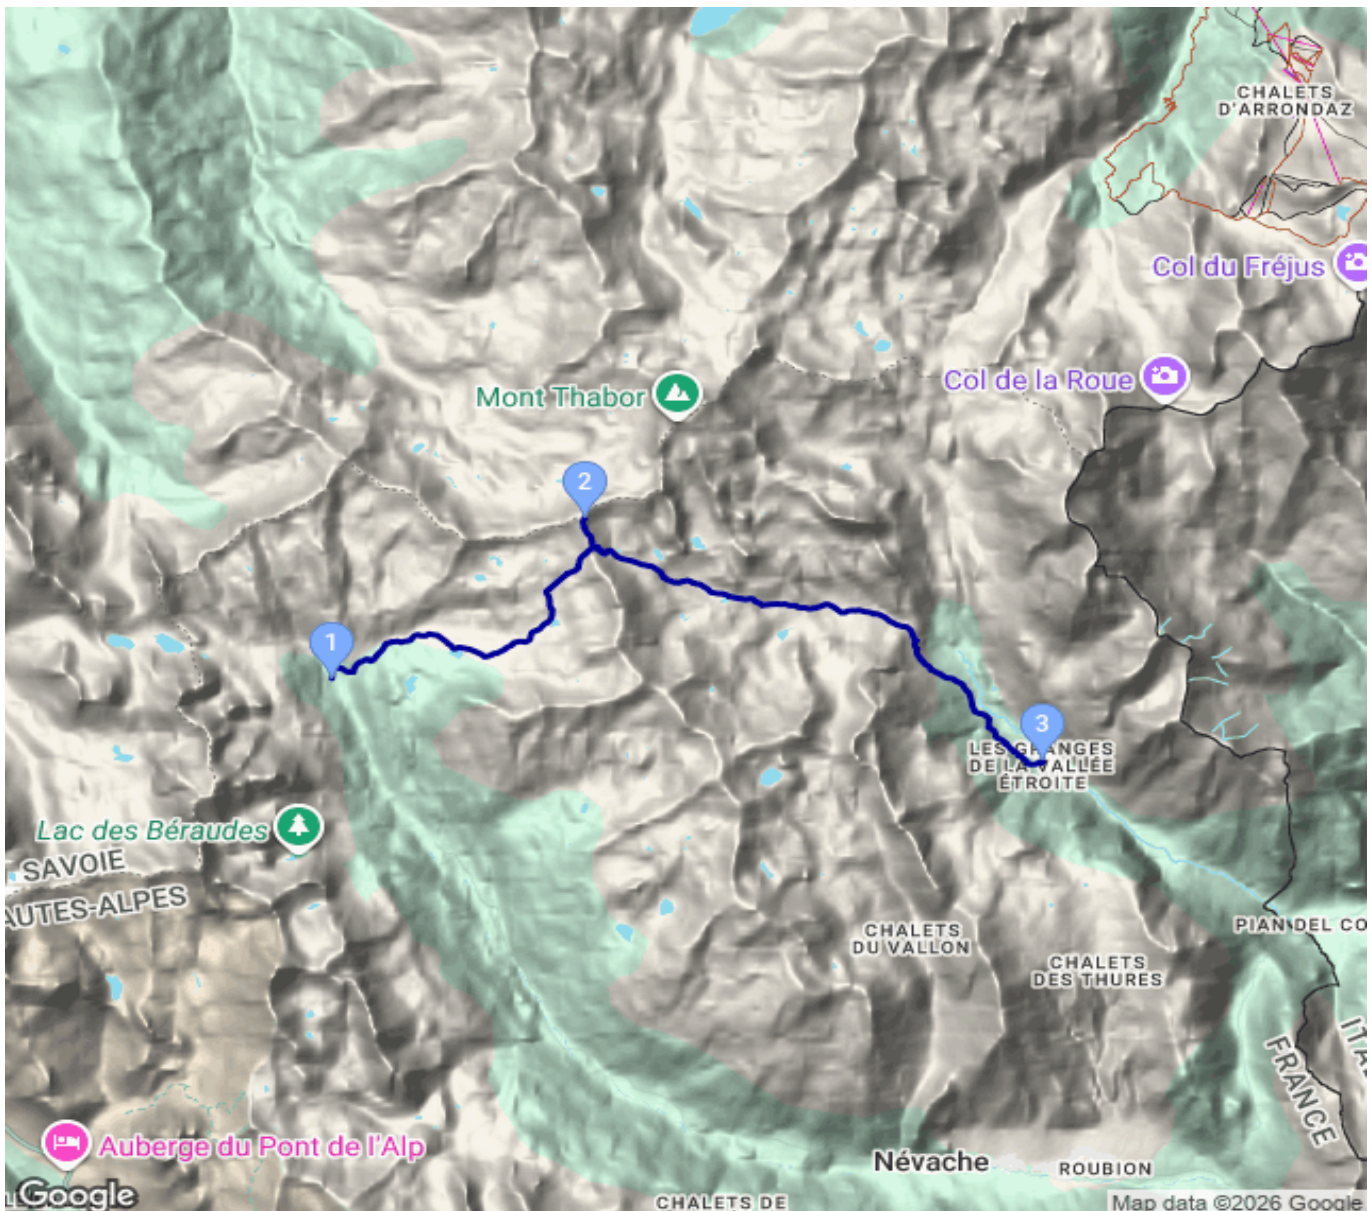 CHALETS
D'ARRONDAZ
Col du Fréjus
Col de la Roue
Mont Thabor
2
1
3
LES GRANGES
DE LA VALLÉE
ÉTROITE
Lac des Béraudes
SAVOIE
AUTES-ALPES
CHALETS
DU VALLON
PIAN DEL CO
CHALETS
DES THURES
FRANCE
Auberge du Pont de l'Alp
Névache
ROUBION
Google
CHALETS DE
Map data ©2026 Google